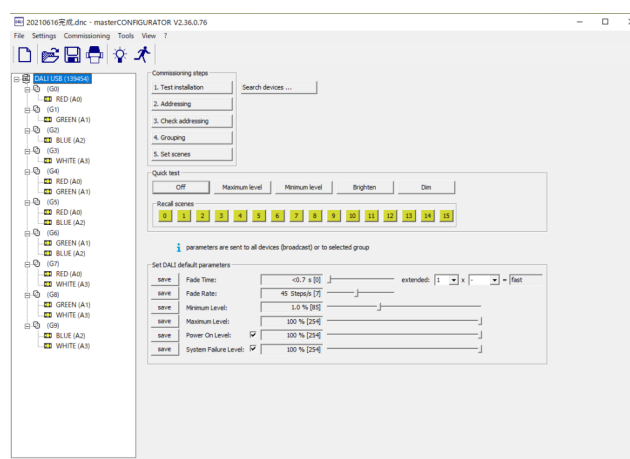 DALI 20210616完成.dnc - masterCONFIGURATOR V2.36.0.76
File Settings Commissioning Tools View ?
DALI USB (139454)
(G0)
RED (A0)
(G1)
GREEN (A1)
(G2)
BLUE (A2)
(G3)
WHITE (A3)
(G4)
RED (A0)
GREEN (A1)
(G5)
RED (A0)
BLUE (A2)
(G6)
GREEN (A1)
BLUE (A2)
(G7)
RED (A0)
WHITE (A3)
(G8)
GREEN (A1)
WHITE (A3)
(G9)
BLUE (A2)
WHITE (A3)
Commissioning steps
1. Test installation Search devices ...
2. Addressing
3. Check addressing
4. Grouping
5. Set scenes
Quick test
Off Maximum level Minimum level Brighten Dim
Recall scenes
0 1 2 3 4 5 6 7 8 9 10 11 12 13 14 15
i parameters are sent to all devices (broadcast) or to selected group
Set DALI default parameters
save Fade Time: <0.7 s [0] extended: 1 x - = fast
save Fade Rate: 45 Steps/s [7]
save Minimum Level: 1.0 % [85]
save Maximum Level: 100 % [254]
save Power On Level: 100 % [254]
save System Failure Level: 100 % [254]